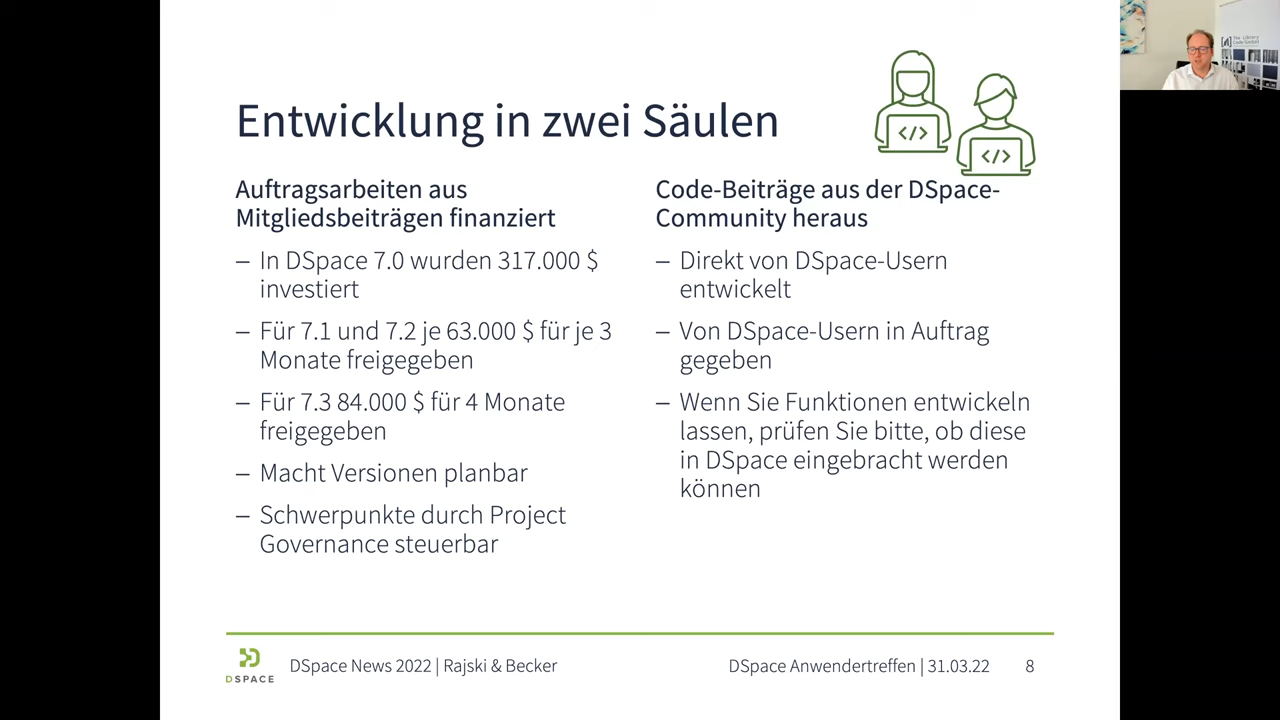 Entwicklung in zwei Säulen
</>
</>
Auftragsarbeiten aus
Mitgliedsbeiträgen finanziert
– In DSpace 7.0 wurden 317.000 $
investiert
– Für 7.1 und 7.2 je 63.000 $ für je 3
Monate freigegeben
– Für 7.3 84.000 $ für 4 Monate
freigegeben
– Macht Versionen planbar
– Schwerpunkte durch Project
Governance steuerbar
Code-Beiträge aus der DSpace-
Community heraus
– Direkt von DSpace-Usern
entwickelt
– Von DSpace-Usern in Auftrag
gegeben
– Wenn Sie Funktionen entwickeln
lassen, prüfen Sie bitte, ob diese
in DSpace eingebracht werden
können
DSPACE
DSpace News 2022 | Rajski & Becker
DSpace Anwendertreffen | 31.03.22
8
The Library
Code GmbH